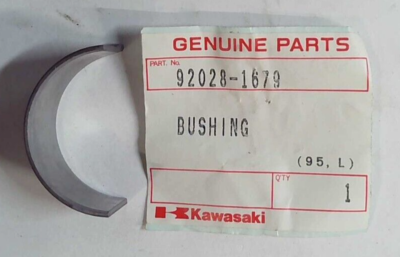 GENUINE PARTS
PART. No.
92028-1679
BUSHING
(95, L)
QTY
1
Kawasaki